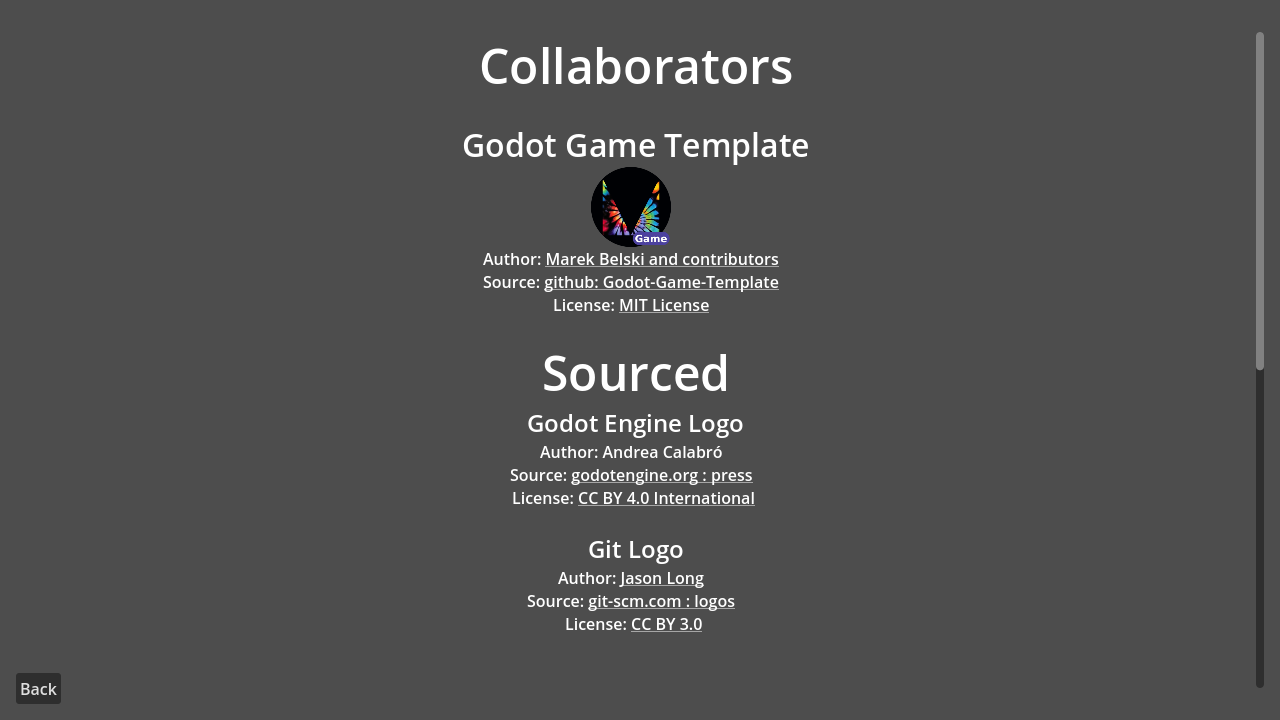 Collaborators
Godot Game Template
Game
Author: Marek Belski and contributors
Source: github: Godot-Game-Template
License: MIT License
Sourced
Godot Engine Logo
Author: Andrea Calabró
Source: godotengine.org : press
License: CC BY 4.0 International
Git Logo
Author: Jason Long
Source: git-scm.com : logos
License: CC BY 3.0
Back